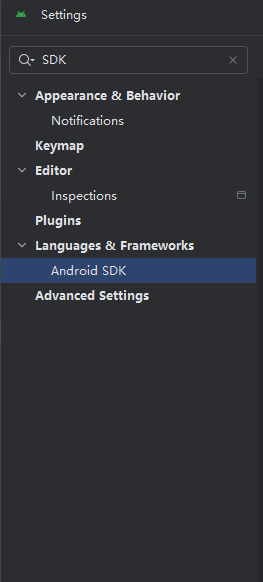 Settings
SDK
Appearance & Behavior
Notifications
Keymap
Editor
Inspections
Plugins
Languages & Frameworks
Android SDK
Advanced Settings